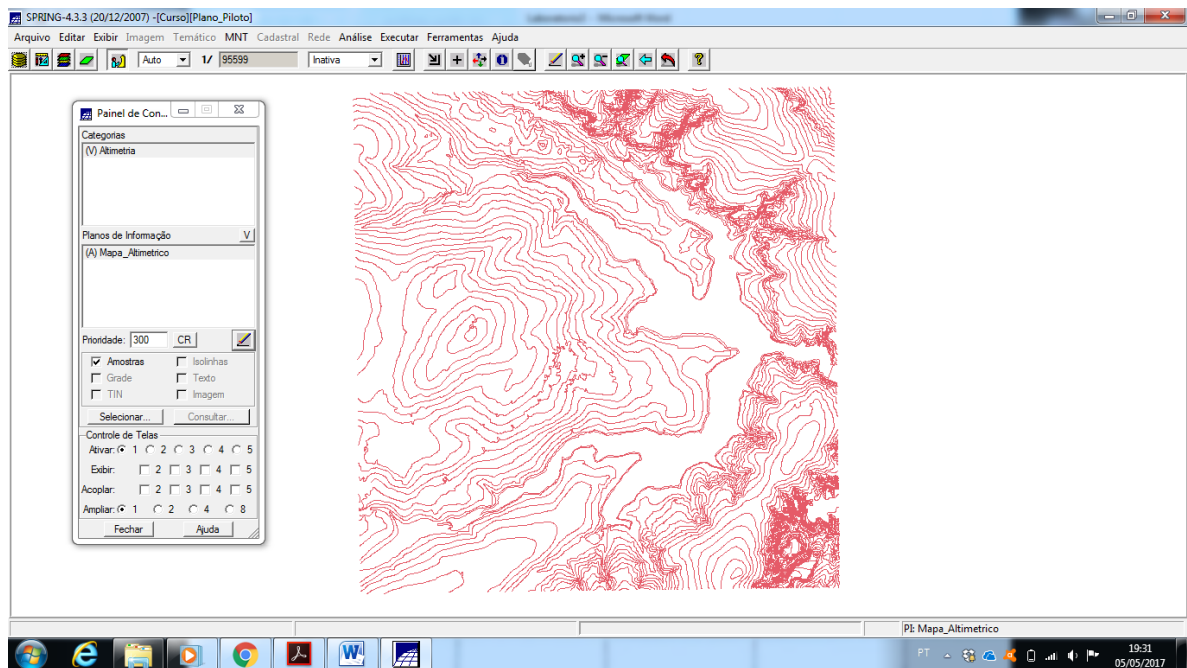 SPRING-4.3.3 (20/12/2007) -[Curso][Plano_Piloto]
Arquivo Editar Exibir Imagem Temático MNT Cadastral Rede Análise Executar Ferramentas Ajuda
Auto 1/ 95599 Inativa
Painel de Con...
Categorias
(V) Altimetria
Planos de Informação V
(A) Mapa_Altimetrico
Prioridade: 300 CR
Amostras Isolinhas
Grade Texto
TIN Imagem
Selecionar... Consultar...
Controle de Telas
Ativar: 1 2 3 4 5
Exibir: 2 3 4 5
Acoplar: 2 3 4 5
Ampliar: 1 2 4 8
Fechar Ajuda
PI: Mapa_Altimetrico
PT 19:31
05/05/2017